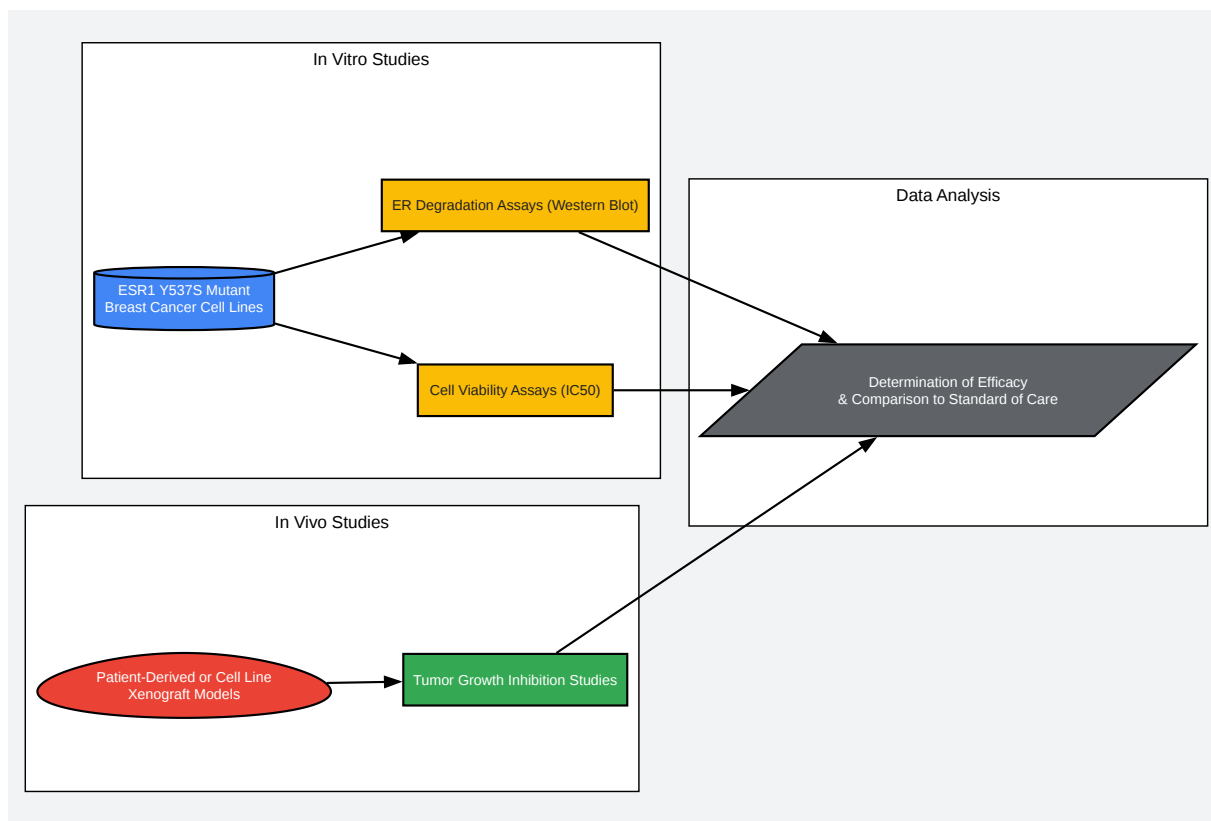 In Vitro Studies
ER Degradation Assays (Western Blot)
ESR1 Y537S Mutant
Breast Cancer Cell Lines
Cell Viability Assays (IC50)
Data Analysis
Determination of Efficacy
& Comparison to Standard of Care
In Vivo Studies
Patient-Derived or Cell Line
Xenograft Models
Tumor Growth Inhibition Studies